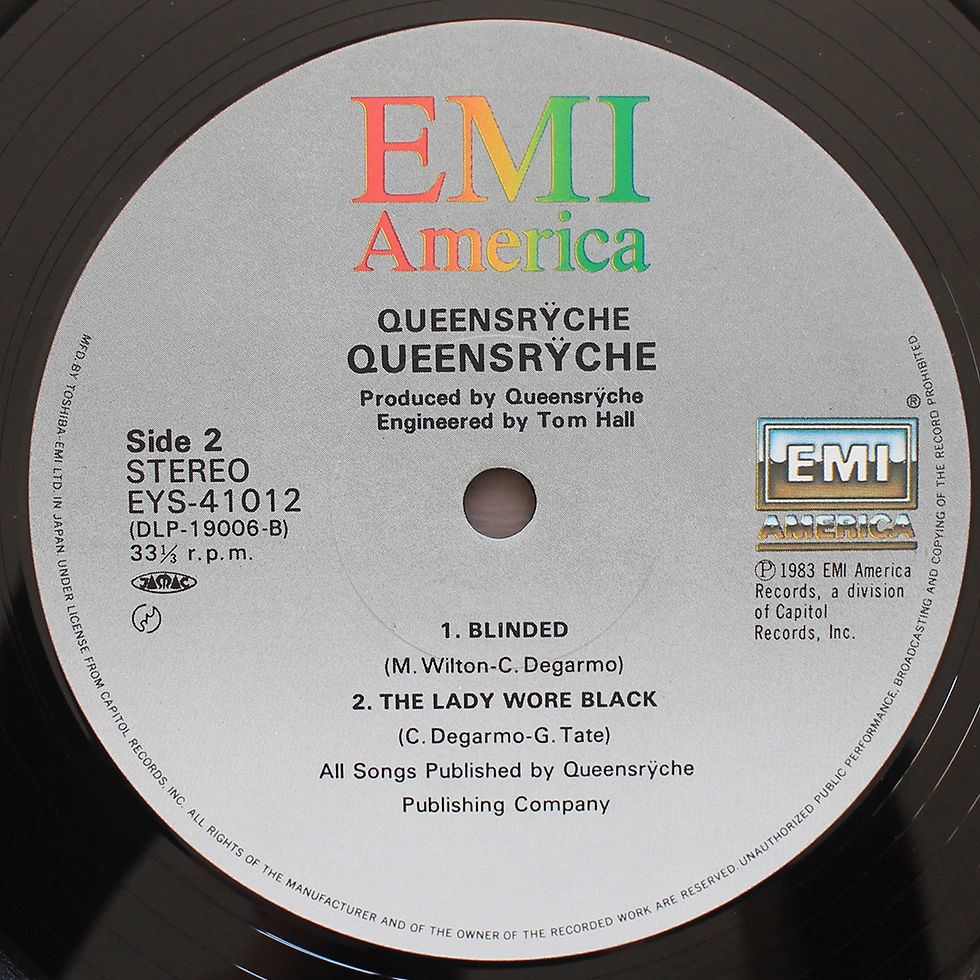 EMI
America
QUEENSRŸCHE
QUEENSRŸCHE
Produced by Queensrÿche
Engineered by Tom Hall
Side 2
STEREO
EYS-41012
(DLP-19006-B)
33⅓ r.p.m.
JASRAC
®
EMI
AMERICA
Ⓟ 1983 EMI America
Records, a division
of Capitol
Records, Inc.
1. BLINDED
(M. Wilton-C. Degarmo)
2. THE LADY WORE BLACK
(C. Degarmo-G. Tate)
All Songs Published by Queensrÿche
Publishing Company
MFD. BY TOSHIBA-EMI LTD. IN JAPAN UNDER LICENSE FROM CAPITOL RECORDS, INC. ALL RIGHTS OF THE MANUFACTURER AND OF THE OWNER OF THE RECORDED WORK ARE RESERVED. UNAUTHORIZED PUBLIC PERFORMANCE, BROADCASTING AND COPYING OF THE RECORD PROHIBITED.